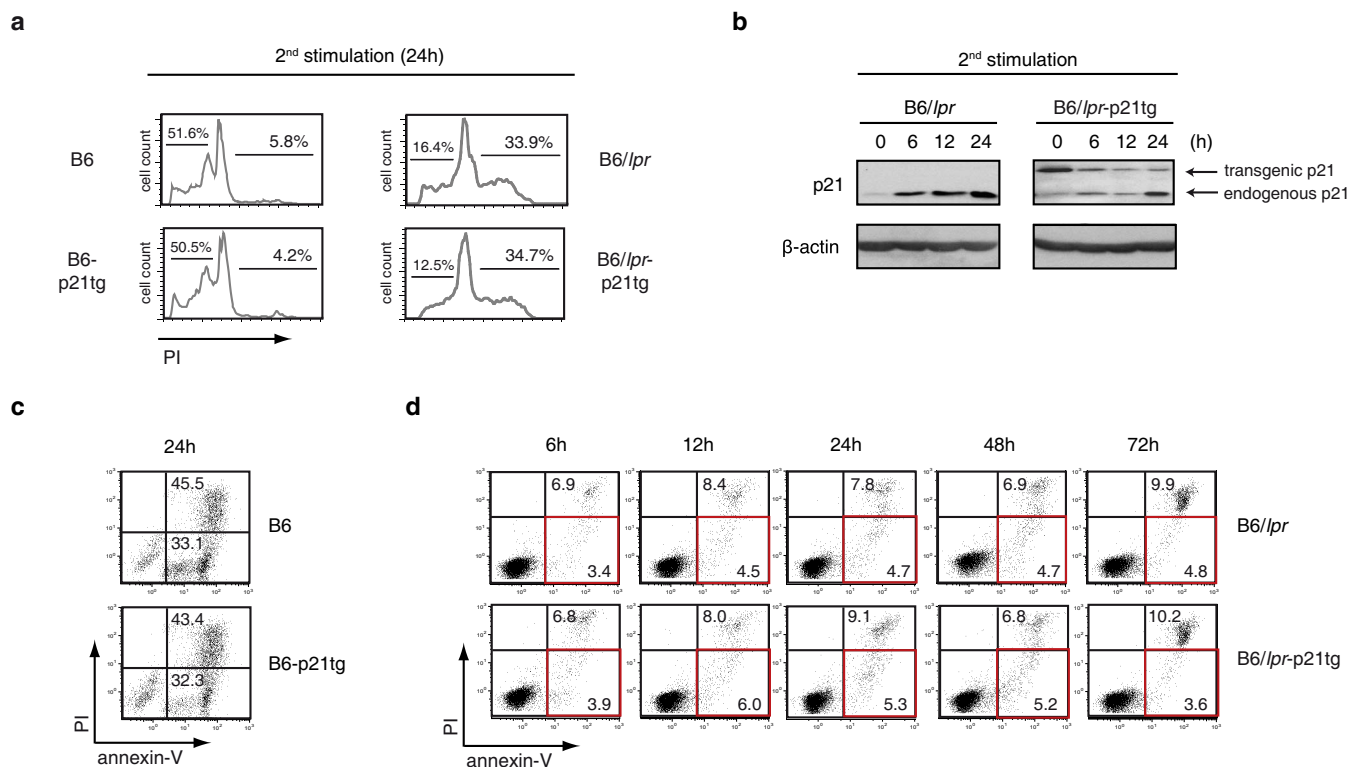 a
2nd stimulation (24h)
B6
cell count
51.6%
5.8%
cell count
16.4%
33.9%
B6/lpr
B6-
p21tg
cell count
50.5%
4.2%
cell count
12.5%
34.7%
B6/lpr-
p21tg
PI
b
2nd stimulation
B6/lpr
B6/lpr-p21tg
0 6 12 24
0 6 12 24 (h)
p21
transgenic p21
endogenous p21
β-actin
c
24h
45.5
33.1
B6
43.4
32.3
B6-p21tg
PI
annexin-V
d
6h 12h 24h 48h 72h
6.9 8.4 7.8 6.9 9.9
3.4 4.5 4.7 4.7 4.8
B6/lpr
6.8 8.0 9.1 6.8 10.2
3.9 6.0 5.3 5.2 3.6
B6/lpr-p21tg
PI
annexin-V